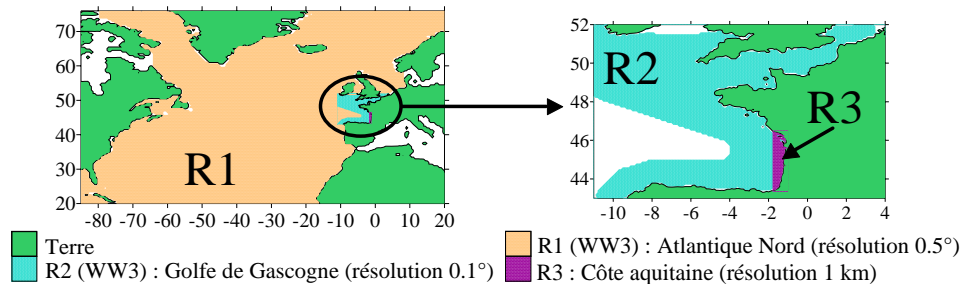 70
60
50
40
30
20
-80 -70 -60 -50 -40 -30 -20 -10 0 10 20
R1
52
50
48
46
44
-10 -8 -6 -4 -2 0 2 4
R2
R3
Terre
R2 (WW3) : Golfe de Gascogne (résolution 0.1°)
R1 (WW3) : Atlantique Nord (résolution 0.5°)
R3 : Côte aquitaine (résolution 1 km)